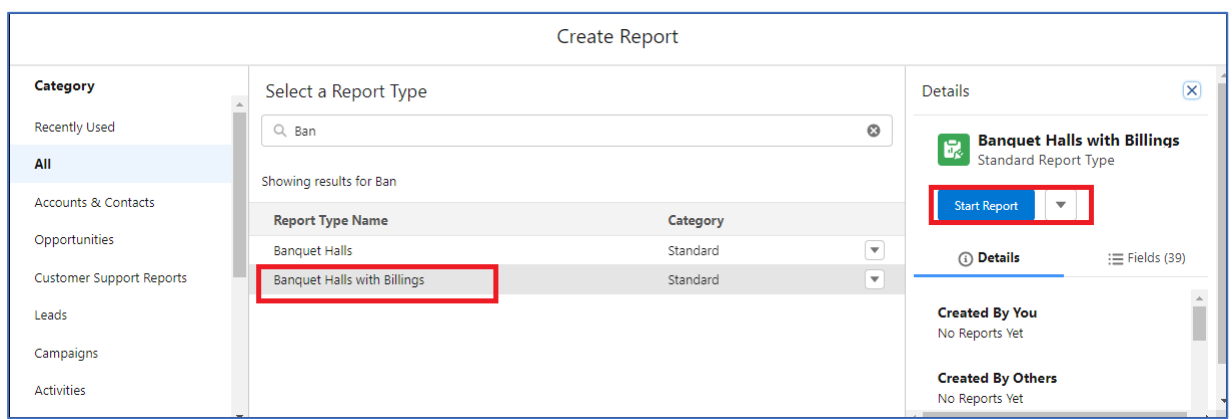 Create Report
Category
Recently Used
All
Accounts & Contacts
Opportunities
Customer Support Reports
Leads
Campaigns
Activities
Select a Report Type
Ban
Showing results for Ban
Report Type Name Category
Banquet Halls Standard
Banquet Halls with Billings Standard
Details
Banquet Halls with Billings
Standard Report Type
Start Report
Details Fields (39)
Created By You
No Reports Yet
Created By Others
No Reports Yet